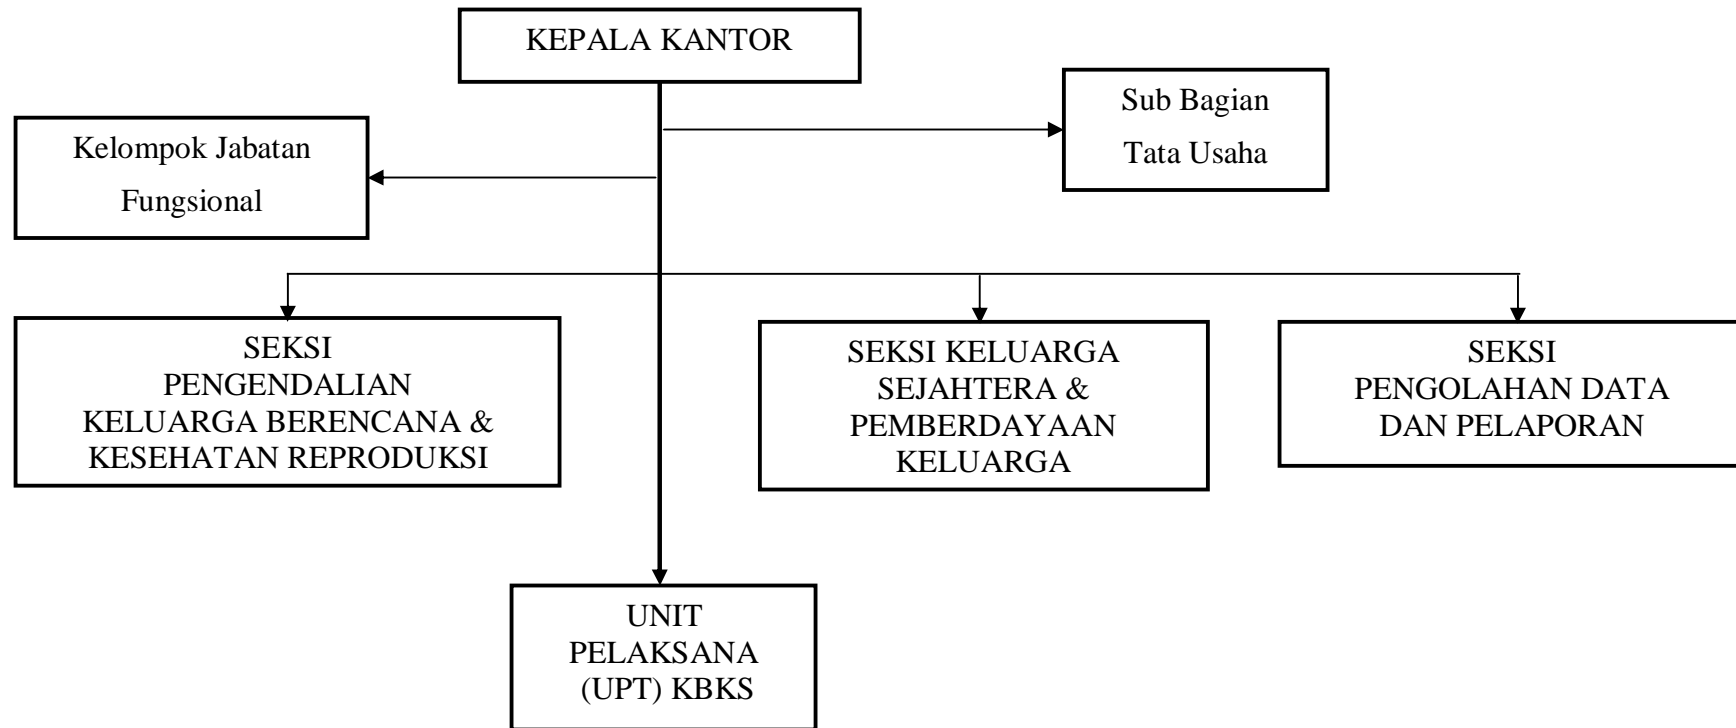 KEPALA KANTOR
Sub Bagian
Tata Usaha
Kelompok Jabatan
Fungsional
SEKSI
PENGENDALIAN
KELUARGA BERENCANA &
KESEHATAN REPRODUKSI
SEKSI KELUARGA
SEJAHTERA &
PEMBERDAYAAN
KELUARGA
SEKSI
PENGOLAHAN DATA
DAN PELAPORAN
UNIT
PELAKSANA
(UPT) KBKS